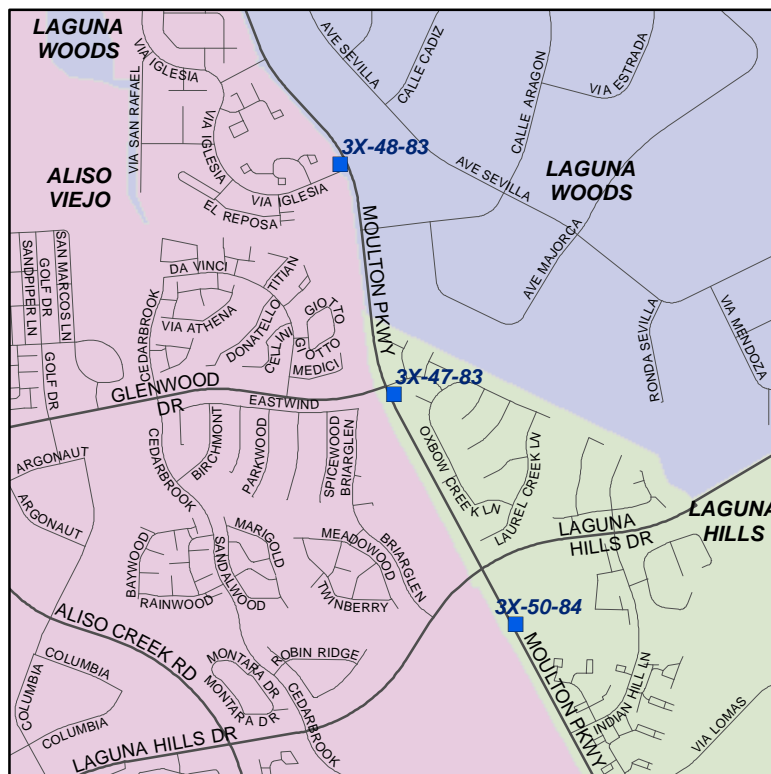 LAGUNA
WOODS
VIA IGLESIA
VIA SAN RAFAEL
AVE SEVILLA
CALLE CADIZ
CALLE ARAGON
VIA ESTRADA
3X-48-83
VIA IGLESIA
ALISO
VIEJO
AVE SEVILLA
LAGUNA
WOODS
VIA IGLESIA
EL REPOSA
MOULTON PKWY
AVE MAJORCA
SANDPIPER LN
GOLF DR
SAN MARCOS LN
DA VINCI
TITIAN
GIOTTO
VIA ATHENA
DONATELLO
CELLINI
GIOTTO
MEDICI
CEDARBROOK
RONDA SEVILLA
VIA MENDOZA
GOLF DR
3X-47-83
GLENWOOD
DR
EASTWIND
CEDARBROOK
BIRCHMONT
PARKWOOD
SPICEWOOD
BRIARGLEN
OXBOW CREEK LN
LAUREL CREEK LN
ARGONAUT
ARGONAUT
LAGUNA
HILLS DR
LAGUNA
HILLS
BAYWOOD
MARIGOLD
SANDALWOOD
MEADOWOOD
BRIARGLEN
RAINWOOD
TWINBERRY
3X-50-84
ALISO CREEK RD
COLUMBIA
COLUMBIA
COLUMBIA
MONTARA DR
MONTARA DR
ROBIN RIDGE
CEDARBROOK
MOULTON PKWY
INDIAN HILL LN
VIA LOMAS
LAGUNA HILLS DR